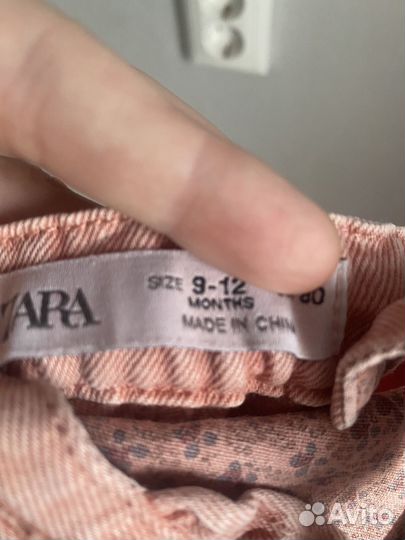 ZARA
SIZE 9-12
MONTHS
80
MADE IN CHIN
Avito